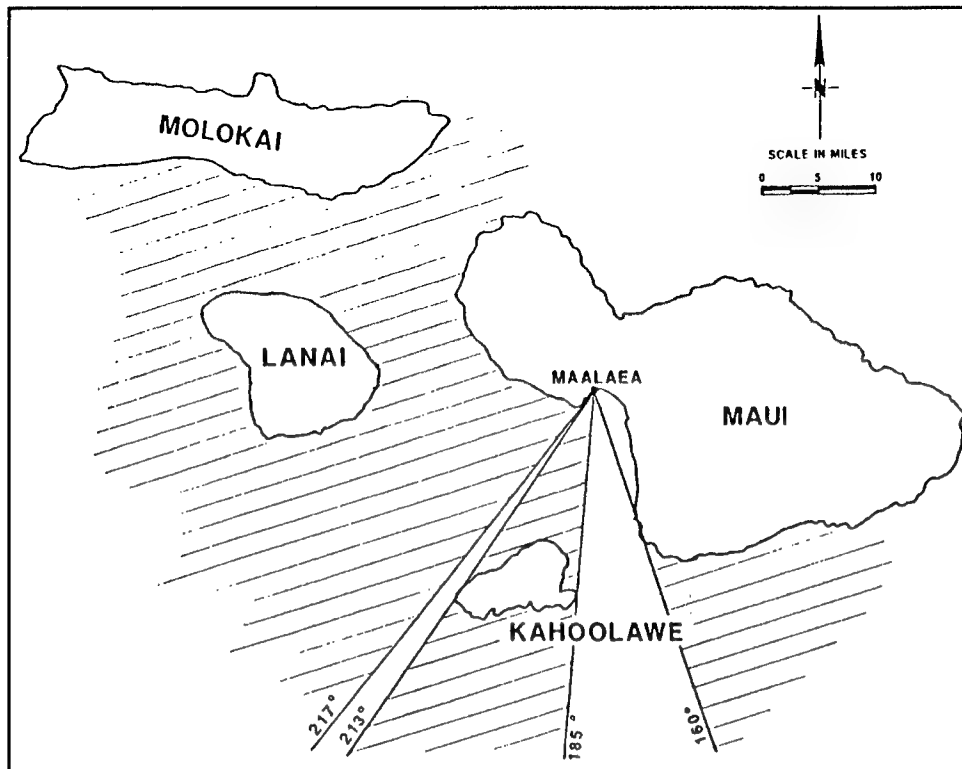 MOLOKAI
N
SCALE IN MILES
0 5 10
LANAI
MAALAEA
MAUI
KAHOOLAWE
217°
213°
185°
160°